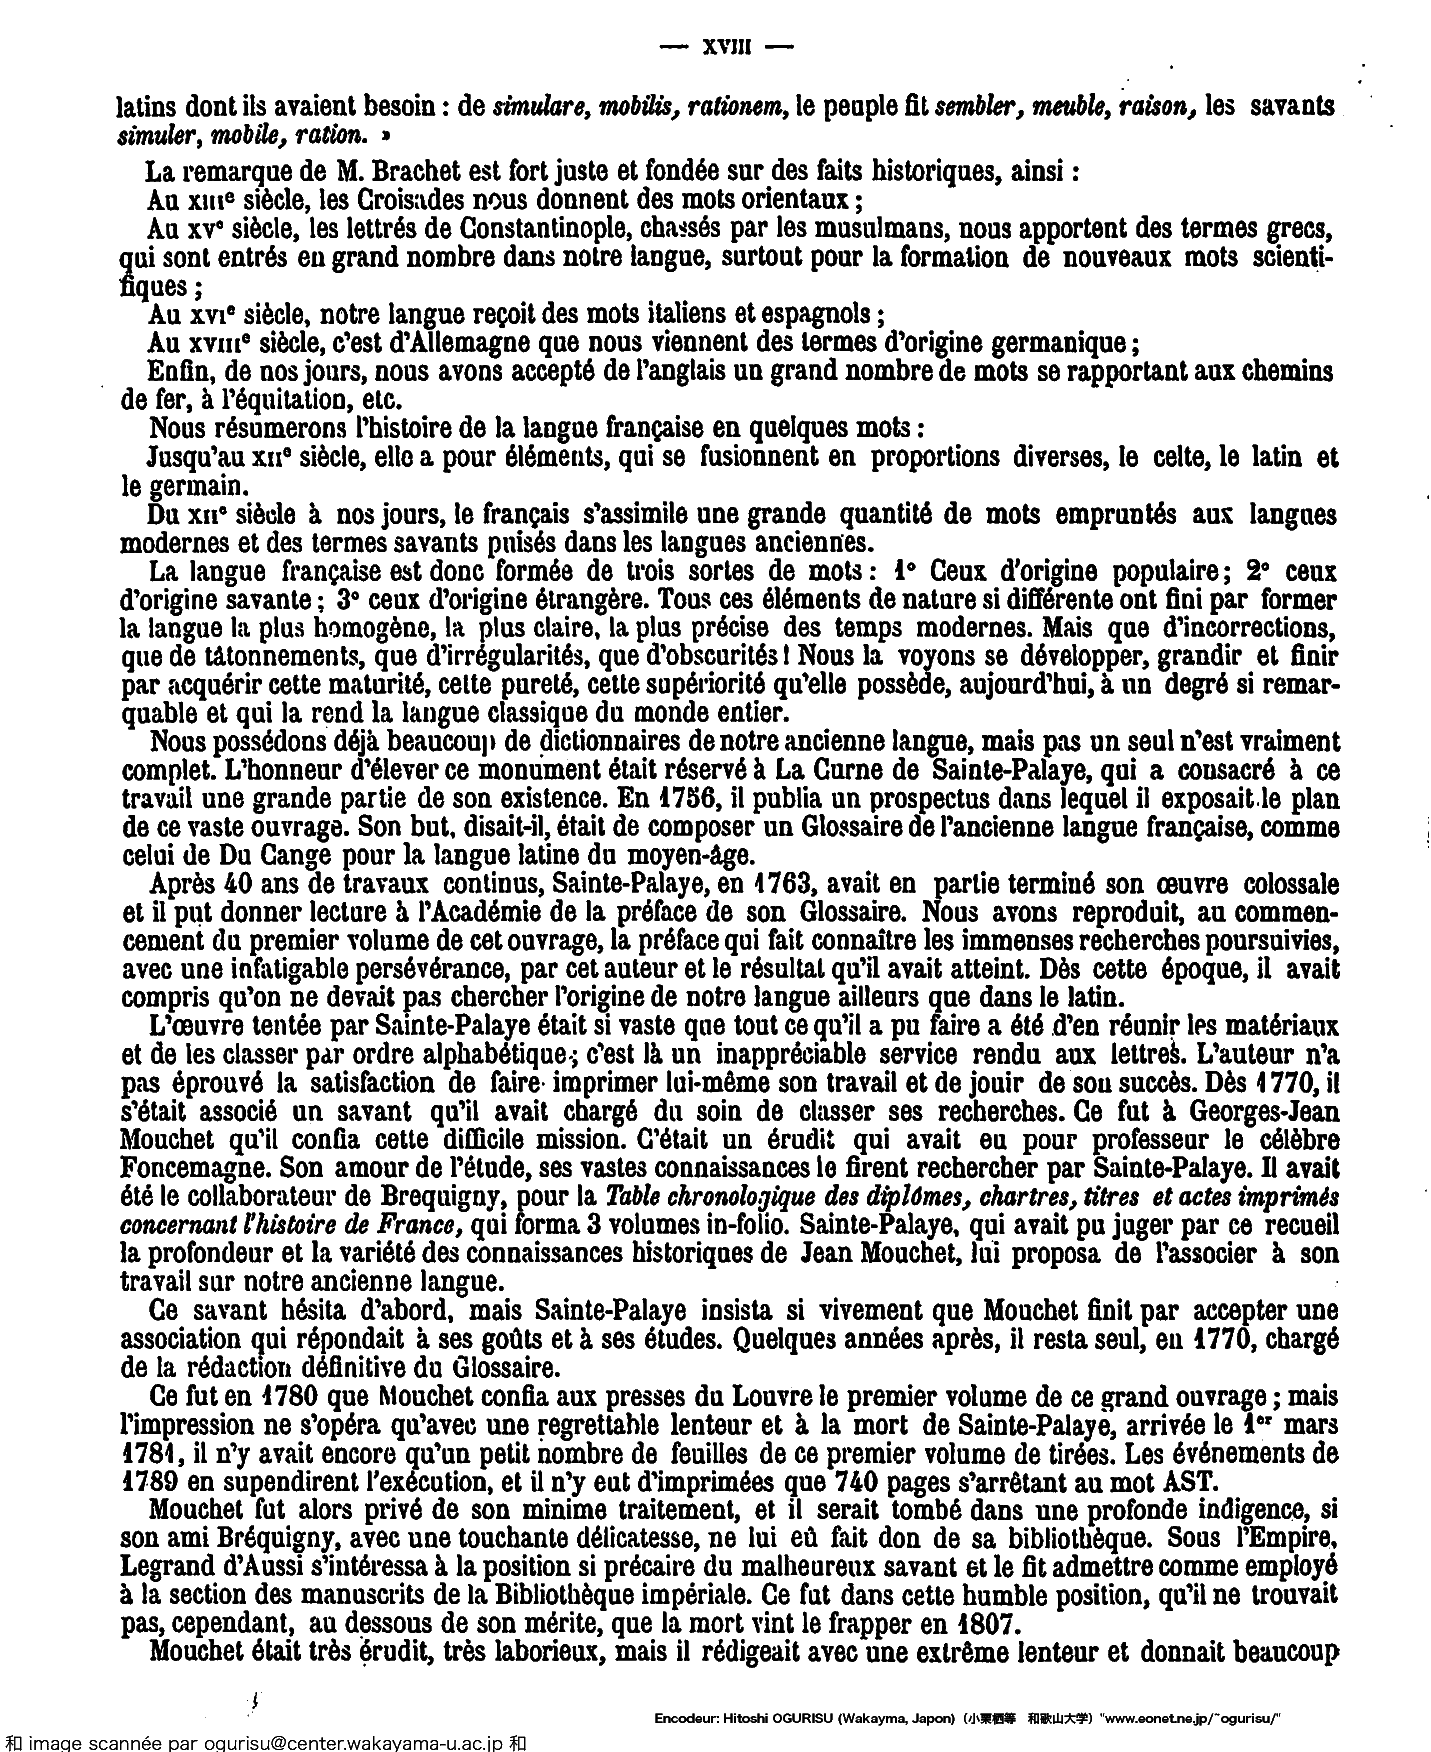 — XVIII —
latins dont ils avaient besoin : de simulare, mobilis, rationem, le peuple fit sembler, meuble, raison, les savants
simuler, mobile, ration. »
La remarque de M. Brachet est fort juste et fondée sur des faits historiques, ainsi :
Au XIIIe siècle, les Croisades nous donnent des mots orientaux ;
Au XVe siècle, les lettrés de Constantinople, chassés par les musulmans, nous apportent des termes grecs,
qui sont entrés en grand nombre dans notre langue, surtout pour la formation de nouveaux mots scienti-
fiques ;
Au XVIe siècle, notre langue reçoit des mots italiens et espagnols ;
Au XVIIIe siècle, c'est d'Allemagne que nous viennent des termes d'origine germanique ;
Enfin, de nos jours, nous avons accepté de l'anglais un grand nombre de mots se rapportant aux chemins
de fer, à l'équitation, etc.
Nous résumerons l'histoire de la langue française en quelques mots :
Jusqu'au XIIe siècle, elle a pour éléments, qui se fusionnent en proportions diverses, le celte, le latin et
le germain.
Du XIIe siècle à nos jours, le français s'assimile une grande quantité de mots empruntés aux langues
modernes et des termes savants puisés dans les langues anciennes.
La langue française est donc formée de trois sortes de mots : 1° Ceux d'origine populaire ; 2° ceux
d'origine savante ; 3° ceux d'origine étrangère. Tous ces éléments de nature si différente ont fini par former
la langue la plus homogène, la plus claire, la plus précise des temps modernes. Mais que d'incorrections,
que de tâtonnements, que d'irrégularités, que d'obscurités ! Nous la voyons se développer, grandir et finir
par acquérir cette maturité, cette pureté, cette supériorité qu'elle possède, aujourd'hui, à un degré si remar-
quable et qui la rend la langue classique du monde entier.
Nous possédons déjà beaucoup de dictionnaires de notre ancienne langue, mais pas un seul n'est vraiment
complet. L'honneur d'élever ce monument était réservé à La Curne de Sainte-Palaye, qui a consacré à ce
travail une grande partie de son existence. En 1756, il publia un prospectus dans lequel il exposait le plan
de ce vaste ouvrage. Son but, disait-il, était de composer un Glossaire de l'ancienne langue française, comme
celui de Du Cange pour la langue latine du moyen-âge.
Après 40 ans de travaux continus, Sainte-Palaye, en 1763, avait en partie terminé son œuvre colossale
et il put donner lecture à l'Académie de la préface de son Glossaire. Nous avons reproduit, au commen-
cement du premier volume de cet ouvrage, la préface qui fait connaître les immenses recherches poursuivies,
avec une infatigable persévérance, par cet auteur et le résultat qu'il avait atteint. Dès cette époque, il avait
compris qu'on ne devait pas chercher l'origine de notre langue ailleurs que dans le latin.
L'œuvre tentée par Sainte-Palaye était si vaste que tout ce qu'il a pu faire a été d'en réunir les matériaux
et de les classer par ordre alphabétique ; c'est là un inappréciable service rendu aux lettres. L'auteur n'a
pas éprouvé la satisfaction de faire imprimer lui-même son travail et de jouir de son succès. Dès 1770, il
s'était associé un savant qu'il avait chargé du soin de classer ses recherches. Ce fut à Georges-Jean
Mouchet qu'il confia cette difficile mission. C'était un érudit qui avait eu pour professeur le célèbre
Foncemagne. Son amour de l'étude, ses vastes connaissances le firent rechercher par Sainte-Palaye. Il avait
été le collaborateur de Brequigny, pour la Table chronologique des diplômes, chartres, titres et actes imprimés
concernant l'histoire de France, qui forma 3 volumes in-folio. Sainte-Palaye, qui avait pu juger par ce recueil
la profondeur et la variété des connaissances historiques de Jean Mouchet, lui proposa de l'associer à son
travail sur notre ancienne langue.
Ce savant hésita d'abord, mais Sainte-Palaye insista si vivement que Mouchet finit par accepter une
association qui répondait à ses goûts et à ses études. Quelques années après, il resta seul, en 1770, chargé
de la rédaction définitive du Glossaire.
Ce fut en 1780 que Mouchet confia aux presses du Louvre le premier volume de ce grand ouvrage ; mais
l'impression ne s'opéra qu'avec une regrettable lenteur et à la mort de Sainte-Palaye, arrivée le 1er mars
1781, il n'y avait encore qu'un petit nombre de feuilles de ce premier volume de tirées. Les événements de
1789 en supendirent l'exécution, et il n'y eut d'imprimées que 740 pages s'arrêtant au mot AST.
Mouchet fut alors privé de son minime traitement, et il serait tombé dans une profonde indigence, si
son ami Bréquigny, avec une touchante délicatesse, ne lui eû fait don de sa bibliothèque. Sous l'Empire,
Legrand d'Aussi s'intéressa à la position si précaire du malheureux savant et le fit admettre comme employé
à la section des manuscrits de la Bibliothèque impériale. Ce fut dans cette humble position, qu'il ne trouvait
pas, cependant, au dessous de son mérite, que la mort vint le frapper en 1807.
Mouchet était très érudit, très laborieux, mais il rédigeait avec une extrême lenteur et donnait beaucoup
Encodeur: Hitoshi OGURISU (Wakayma, Japon) (小栗栖等 和歌山大学) "www.eonet.ne.jp/~ogurisu/"
和 image scannée par ogurisu@center.wakayama-u.ac.jp 和